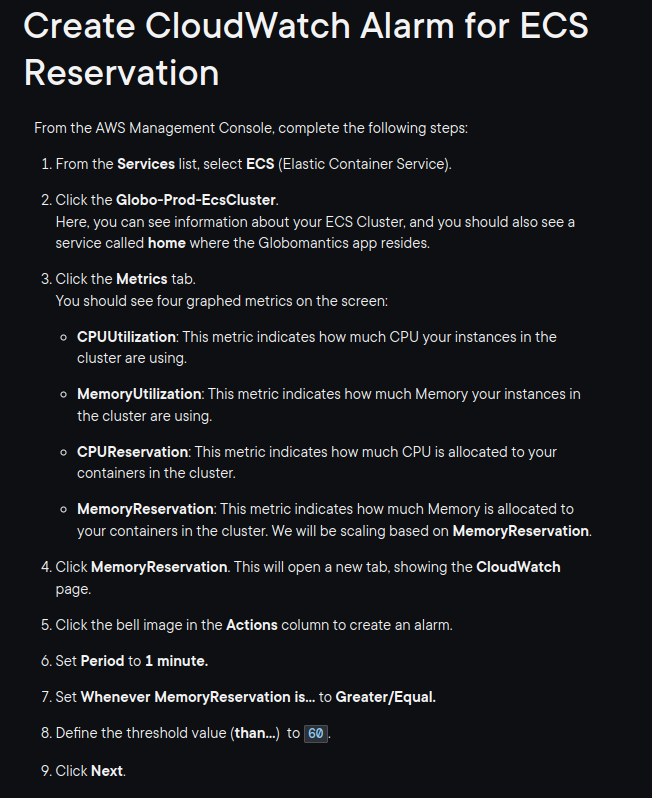 Create CloudWatch Alarm for ECS
Reservation
From the AWS Management Console, complete the following steps:
1. From the Services list, select ECS (Elastic Container Service).
2. Click the Globo-Prod-EcsCluster.
Here, you can see information about your ECS Cluster, and you should also see a
service called home where the Globomantics app resides.
3. Click the Metrics tab.
You should see four graphed metrics on the screen:
◦ CPUUtilization: This metric indicates how much CPU your instances in the
cluster are using.
◦ MemoryUtilization: This metric indicates how much Memory your instances in
the cluster are using.
◦ CPUReservation: This metric indicates how much CPU is allocated to your
containers in the cluster.
◦ MemoryReservation: This metric indicates how much Memory is allocated to
your containers in the cluster. We will be scaling based on MemoryReservation.
4. Click MemoryReservation. This will open a new tab, showing the CloudWatch
page.
5. Click the bell image in the Actions column to create an alarm.
6. Set Period to 1 minute.
7. Set Whenever MemoryReservation is... to Greater/Equal.
8. Define the threshold value (than...) to 60.
9. Click Next.